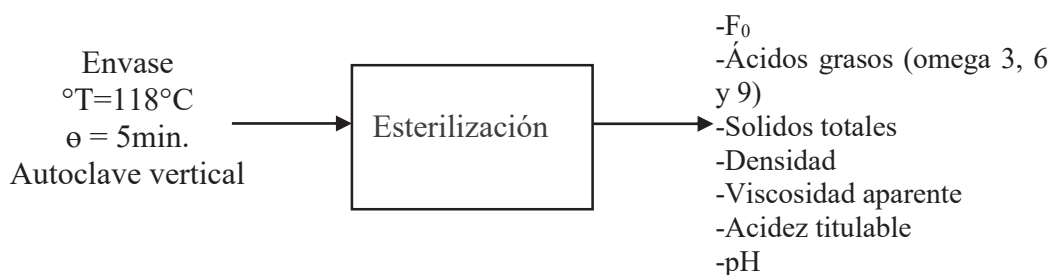 Envase
°T=118°C
ɵ = 5min.
Autoclave vertical
Esterilización
-F₀
-Ácidos grasos (omega 3, 6
y 9)
-Solidos totales
-Densidad
-Viscosidad aparente
-Acidez titulable
-pH